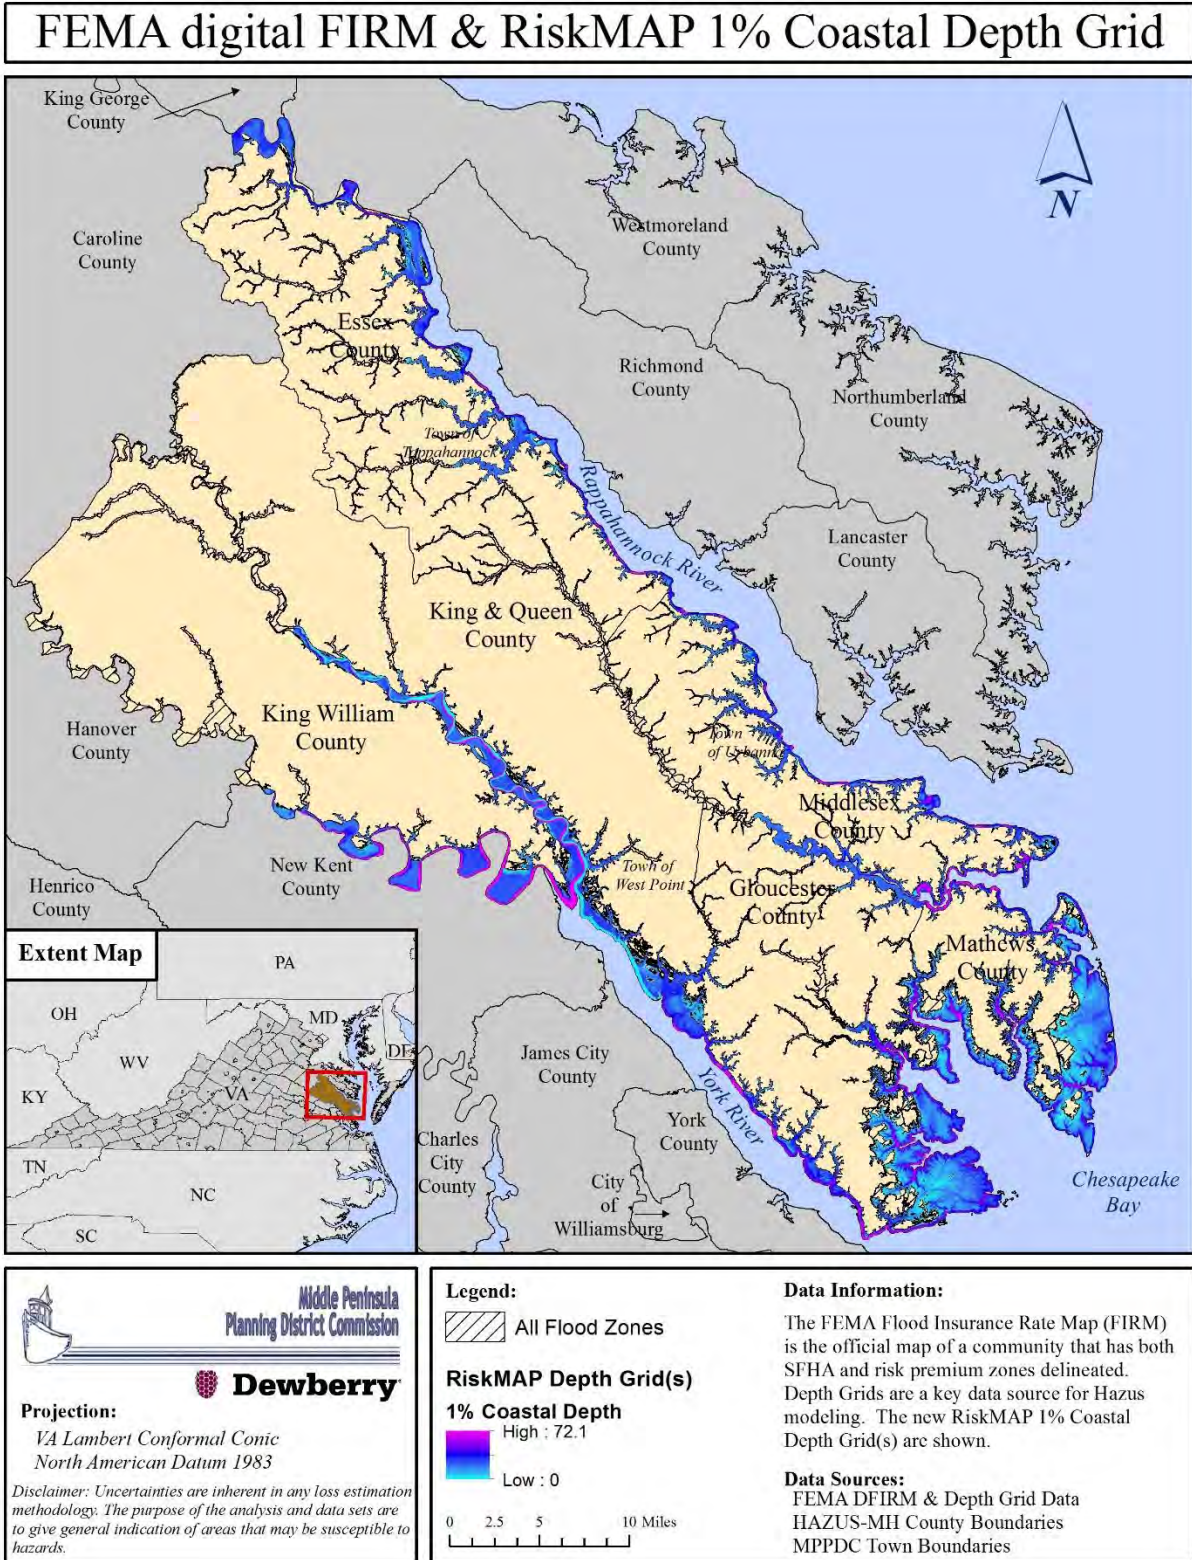 FEMA digital FIRM & RiskMAP 1% Coastal Depth Grid
King George
County
N
Westmoreland
County
Caroline
County
Essex
County
Richmond
County
Northumberland
County
Town of
Tappahannock
Rappahannock River
Lancaster
County
King & Queen
County
King William
County
Hanover
County
Town
of Urbanna
Middlesex
County
New Kent
County
Town of
West Point
Gloucester
County
Henrico
County
Mathews
County
James City
County
York River
York
County
Charles
City
County
City
of
Williamsburg
Chesapeake
Bay
Extent Map
PA
OH
MD
DE
WV
KY
VA
TN
NC
SC
Middle Peninsula
Planning District Commission
Dewberry
Projection:
VA Lambert Conformal Conic
North American Datum 1983
Disclaimer: Uncertainties are inherent in any loss estimation
methodology. The purpose of the analysis and data sets are
to give general indication of areas that may be susceptible to
hazards.
Legend:
All Flood Zones
RiskMAP Depth Grid(s)
1% Coastal Depth
High : 72.1
Low : 0
0 2.5 5 10 Miles
Data Information:
The FEMA Flood Insurance Rate Map (FIRM)
is the official map of a community that has both
SFHA and risk premium zones delineated.
Depth Grids are a key data source for Hazus
modeling. The new RiskMAP 1% Coastal
Depth Grid(s) are shown.
Data Sources:
FEMA DFIRM & Depth Grid Data
HAZUS-MH County Boundaries
MPPDC Town Boundaries